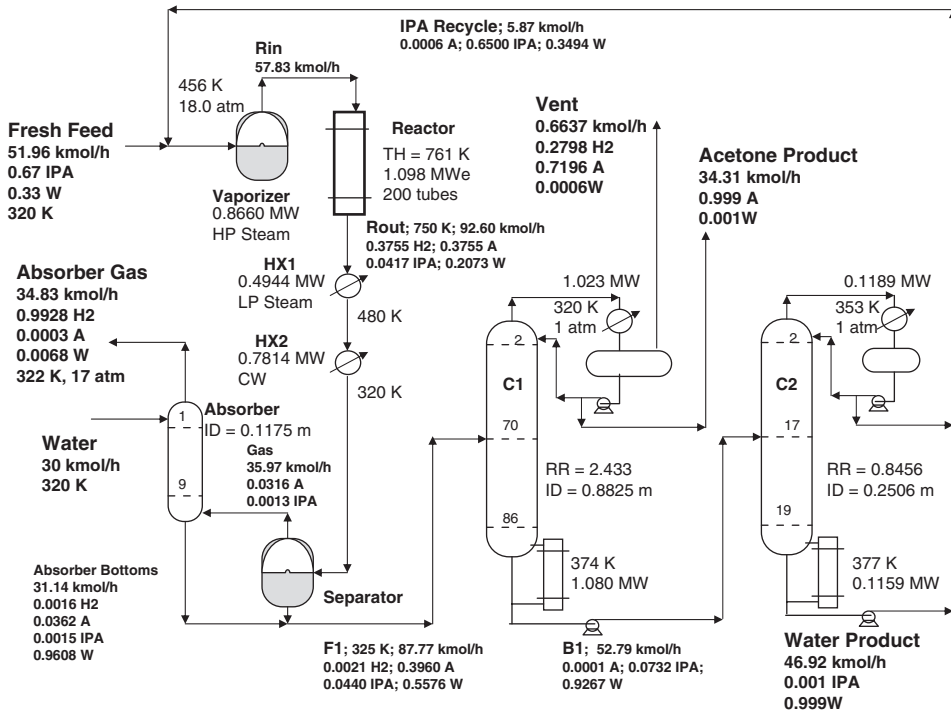 IPA Recycle; 5.87 kmol/h
0.0006 A; 0.6500 IPA; 0.3494 W
Rin
57.83 kmol/h
456 K
18.0 atm
Fresh Feed
51.96 kmol/h
0.67 IPA
0.33 W
320 K
Vaporizer
0.8660 MW
HP Steam
Reactor
TH = 761 K
1.098 MWe
200 tubes
Rout; 750 K; 92.60 kmol/h
0.3755 H2; 0.3755 A
0.0417 IPA; 0.2073 W
Vent
0.6637 kmol/h
0.2798 H2
0.7196 A
0.0006W
Acetone Product
34.31 kmol/h
0.999 A
0.001W
HX1
0.4944 MW
LP Steam
480 K
HX2
0.7814 MW
CW
320 K
Absorber Gas
34.83 kmol/h
0.9928 H2
0.0003 A
0.0068 W
322 K, 17 atm
Water
30 kmol/h
320 K
Absorber
ID = 0.1175 m
1
9
Gas
35.97 kmol/h
0.0316 A
0.0013 IPA
Separator
Absorber Bottoms
31.14 kmol/h
0.0016 H2
0.0362 A
0.0015 IPA
0.9608 W
F1; 325 K; 87.77 kmol/h
0.0021 H2; 0.3960 A
0.0440 IPA; 0.5576 W
1.023 MW
320 K
1 atm
2
C1
70
86
RR = 2.433
ID = 0.8825 m
374 K
1.080 MW
B1; 52.79 kmol/h
0.0001 A; 0.0732 IPA;
0.9267 W
0.1189 MW
353 K
1 atm
2
C2
17
19
RR = 0.8456
ID = 0.2506 m
377 K
0.1159 MW
Water Product
46.92 kmol/h
0.001 IPA
0.999W